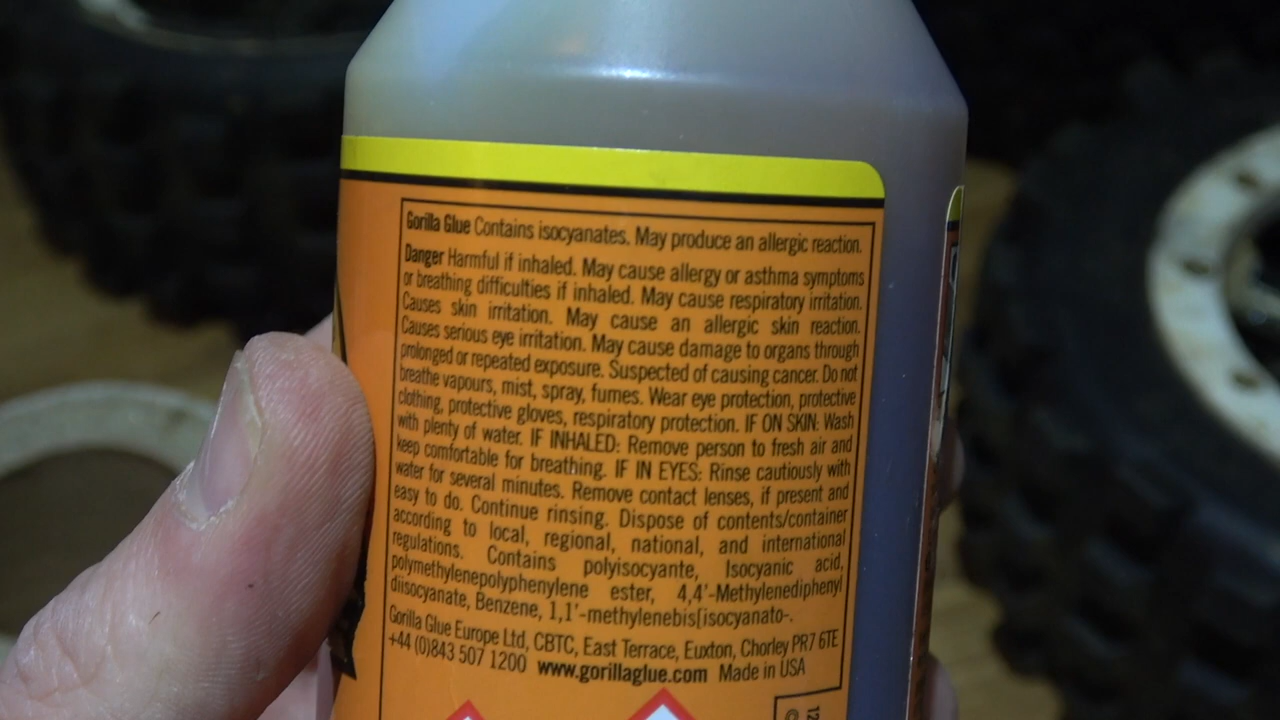 Gorilla Glue Contains isocyanates. May produce an allergic reaction.
Danger Harmful if inhaled. May cause allergy or asthma symptoms
or breathing difficulties if inhaled. May cause respiratory irritation.
Causes skin irritation. May cause an allergic skin reaction.
Causes serious eye irritation. May cause damage to organs through
prolonged or repeated exposure. Suspected of causing cancer. Do not
breathe vapours, mist, spray, fumes. Wear eye protection, protective
clothing, protective gloves, respiratory protection. IF ON SKIN: Wash
with plenty of water. IF INHALED: Remove person to fresh air and
keep comfortable for breathing. IF IN EYES: Rinse cautiously with
water for several minutes. Remove contact lenses, if present and
easy to do. Continue rinsing. Dispose of contents/container
according to local, regional, national, and international
regulations. Contains polyisocyante, Isocyanic acid,
polymethylenepolyphenylene ester, 4,4'-Methylenediphenyl
diisocyanate, Benzene, 1,1'-methylenebis[isocyanato-.
Gorilla Glue Europe Ltd, CBTC, East Terrace, Euxton, Chorley PR7 6TE
+44 (0)843 507 1200 www.gorillaglue.com Made in USA